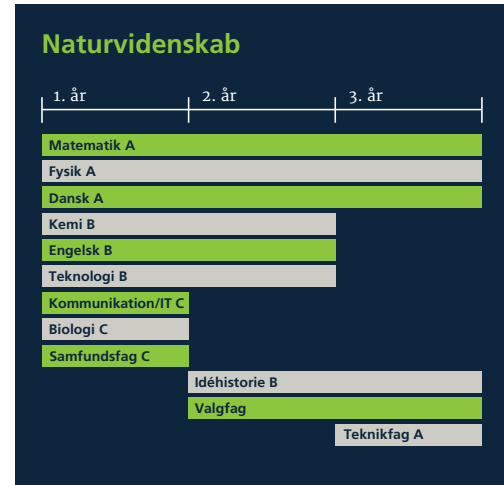 Naturvidenskab
1. år 2. år 3. år
Matematik A
Fysik A
Dansk A
Kemi B
Engelsk B
Teknologi B
Kommunikation/IT C
Biologi C
Samfundsfag C
Idéhistorie B
Valgfag
Teknikfag A